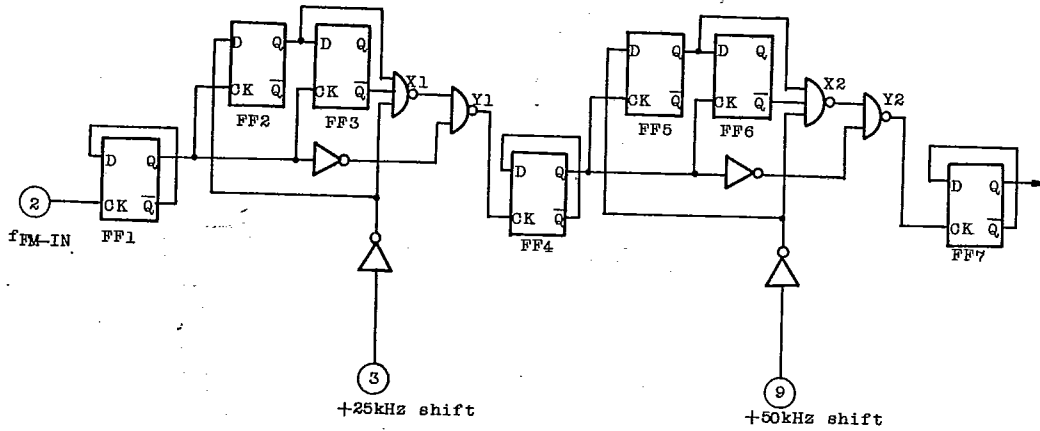 D Q
CK Q̅
FF2
D Q
CK Q̅
FF3
X1
Y1
D Q
CK Q̅
FF1
2
fFM-IN
3
+25kHz shift
D Q
CK Q̅
FF4
D Q
CK Q̅
FF5
D Q
CK Q̅
FF6
X2
Y2
D Q
CK Q̅
FF7
9
+50kHz shift